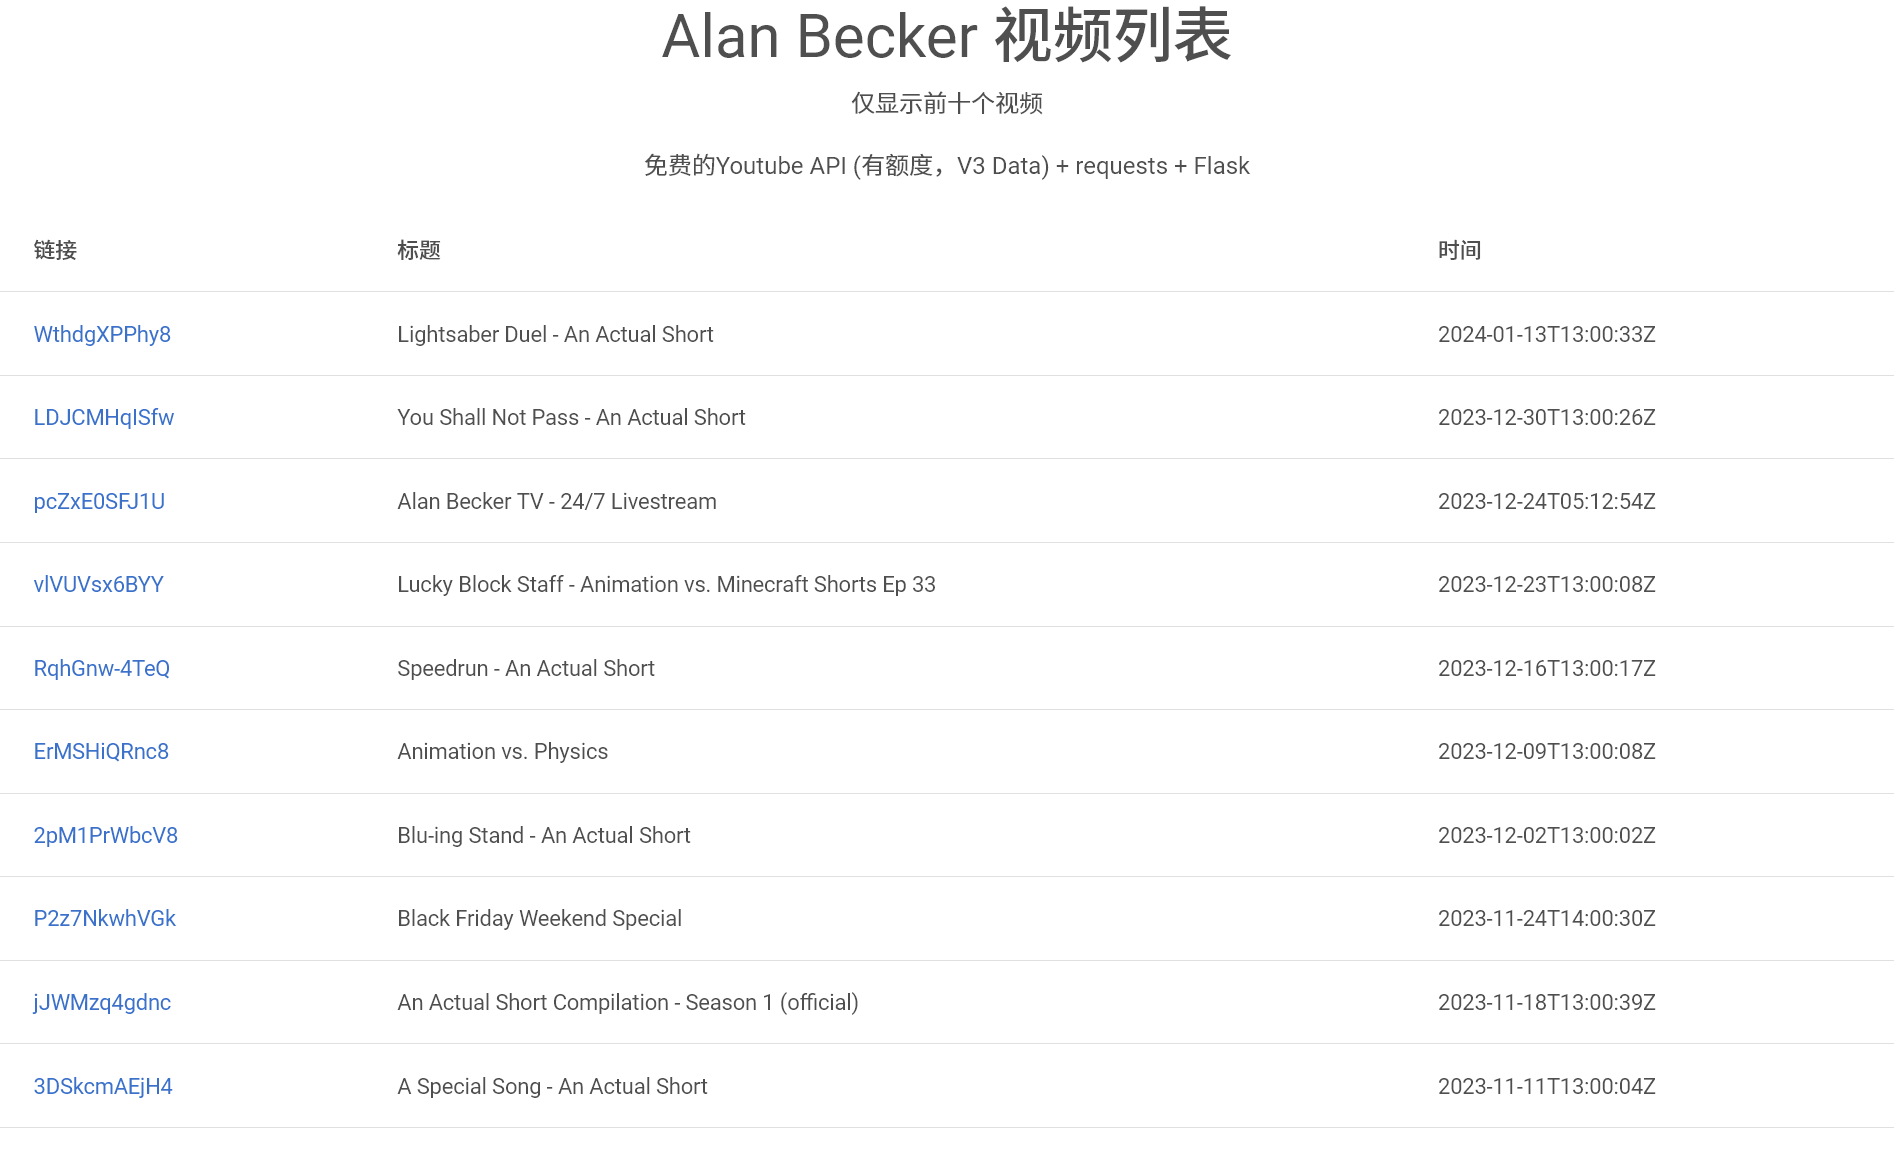 Alan Becker 视频列表
仅显示前十个视频
免费的Youtube API (有额度，V3 Data) + requests + Flask
链接 标题 时间
WthdgXPPhy8 Lightsaber Duel - An Actual Short 2024-01-13T13:00:33Z
LDJCMHqISfw You Shall Not Pass - An Actual Short 2023-12-30T13:00:26Z
pcZxE0SFJ1U Alan Becker TV - 24/7 Livestream 2023-12-24T05:12:54Z
vlVUVsx6BYY Lucky Block Staff - Animation vs. Minecraft Shorts Ep 33 2023-12-23T13:00:08Z
RqhGnw-4TeQ Speedrun - An Actual Short 2023-12-16T13:00:17Z
ErMSHiQRnc8 Animation vs. Physics 2023-12-09T13:00:08Z
2pM1PrWbcV8 Blu-ing Stand - An Actual Short 2023-12-02T13:00:02Z
P2z7NkwhVGk Black Friday Weekend Special 2023-11-24T14:00:30Z
jJWMzq4gdnc An Actual Short Compilation - Season 1 (official) 2023-11-18T13:00:39Z
3DSkcmAEjH4 A Special Song - An Actual Short 2023-11-11T13:00:04Z